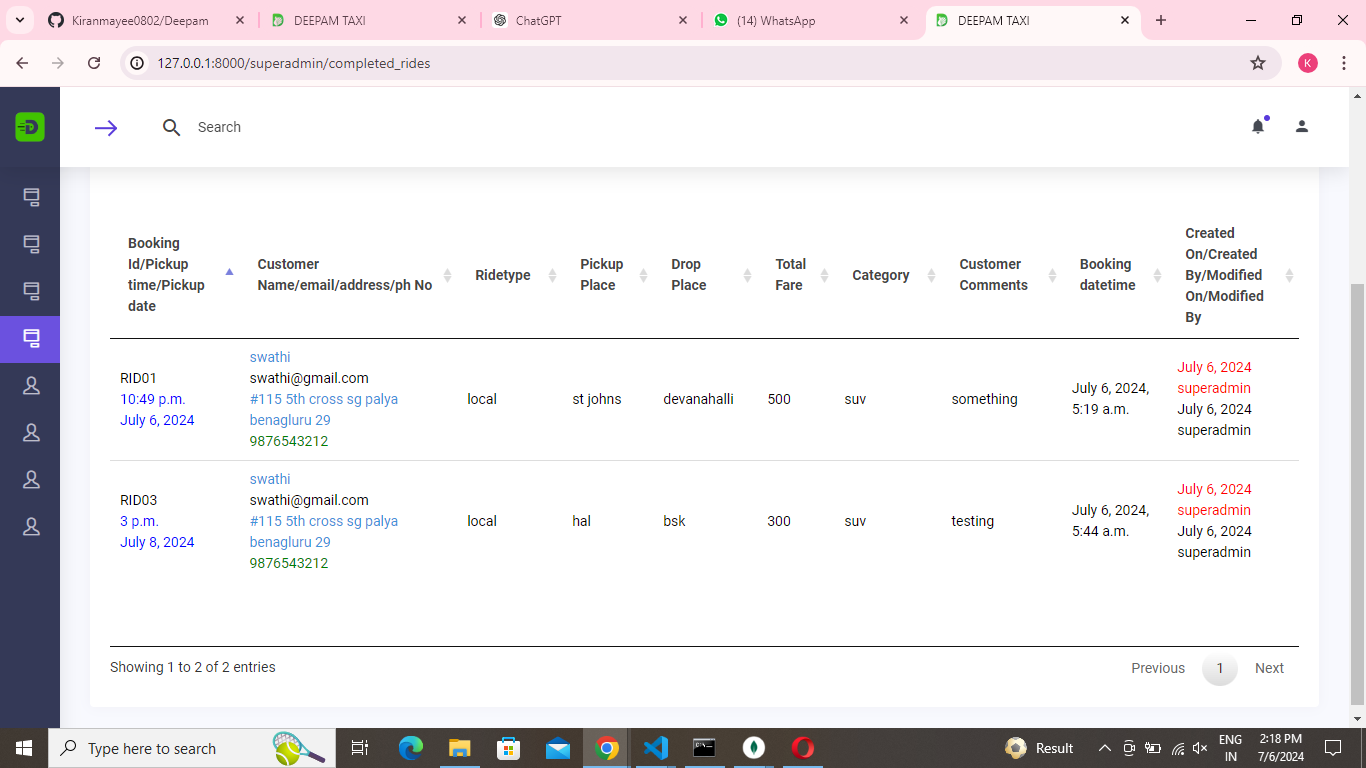 Kiranmayee0802/Deepam
DEEPAM TAXI
ChatGPT
(14) WhatsApp
DEEPAM TAXI
127.0.0.1:8000/superadmin/completed_rides
K
D
Search
Booking
Id/Pickup
time/Pickup
date
Customer
Name/email/address/ph No
Ridetype
Pickup
Place
Drop
Place
Total
Fare
Category
Customer
Comments
Booking
datetime
Created
On/Created
By/Modified
On/Modified
By
RID01
10:49 p.m.
July 6, 2024
swathi
swathi@gmail.com
#115 5th cross sg palya
benagluru 29
9876543212
local
st johns
devanahalli
500
suv
something
July 6, 2024,
5:19 a.m.
July 6, 2024
superadmin
July 6, 2024
superadmin
RID03
3 p.m.
July 8, 2024
swathi
swathi@gmail.com
#115 5th cross sg palya
benagluru 29
9876543212
local
hal
bsk
300
suv
testing
July 6, 2024,
5:44 a.m.
July 6, 2024
superadmin
July 6, 2024
superadmin
Showing 1 to 2 of 2 entries
Previous
1
Next
Type here to search
Result
ENG
IN
2:18 PM
7/6/2024